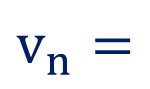 vₙ =